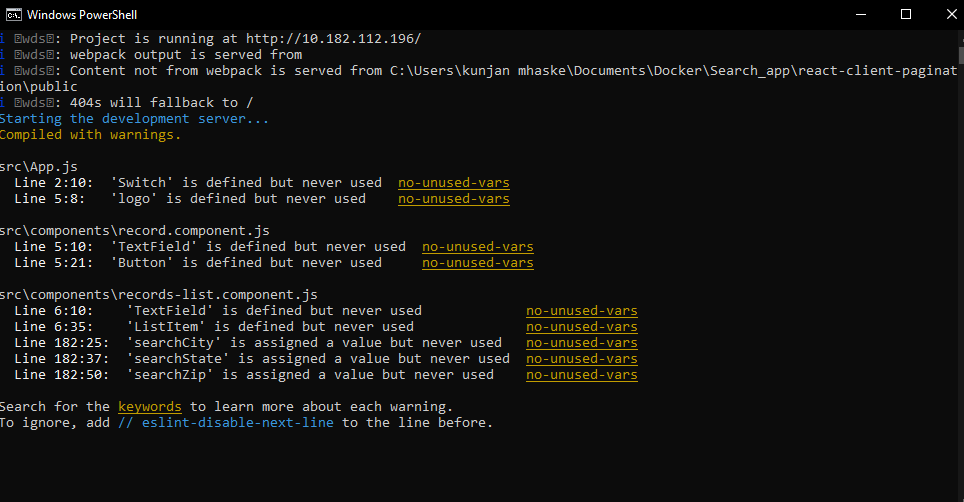 Windows PowerShell
i ｢wds｣: Project is running at http://10.182.112.196/
i ｢wds｣: webpack output is served from
i ｢wds｣: Content not from webpack is served from C:\Users\kunjan mhaske\Documents\Docker\Search_app\react-client-paginat
ion\public
i ｢wds｣: 404s will fallback to /
Starting the development server...
Compiled with warnings.
src\App.js
Line 2:10:  'Switch' is defined but never used  no-unused-vars
Line 5:8:   'logo' is defined but never used    no-unused-vars
src\components\record.component.js
Line 5:10:  'TextField' is defined but never used  no-unused-vars
Line 5:21:  'Button' is defined but never used     no-unused-vars
src\components\records-list.component.js
Line 6:10:    'TextField' is defined but never used             no-unused-vars
Line 6:35:    'ListItem' is defined but never used              no-unused-vars
Line 182:25:  'searchCity' is assigned a value but never used   no-unused-vars
Line 182:37:  'searchState' is assigned a value but never used  no-unused-vars
Line 182:50:  'searchZip' is assigned a value but never used    no-unused-vars
Search for the keywords to learn more about each warning.
To ignore, add // eslint-disable-next-line to the line before.